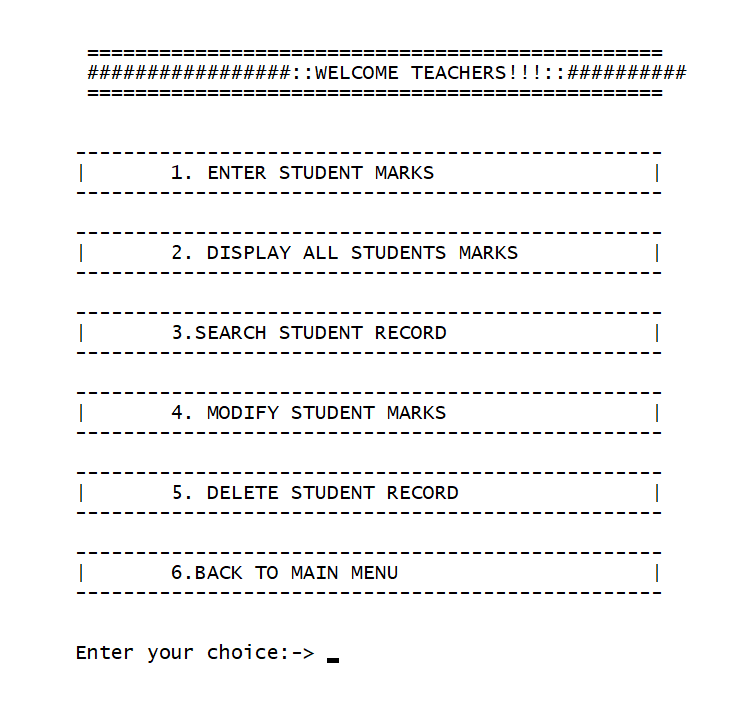 ================================================
#################::WELCOME TEACHERS!!!::##########
================================================
-------------------------------------------------
|       1. ENTER STUDENT MARKS                  |
-------------------------------------------------
-------------------------------------------------
|       2. DISPLAY ALL STUDENTS MARKS           |
-------------------------------------------------
-------------------------------------------------
|       3.SEARCH STUDENT RECORD                 |
-------------------------------------------------
-------------------------------------------------
|       4. MODIFY STUDENT MARKS                 |
-------------------------------------------------
-------------------------------------------------
|       5. DELETE STUDENT RECORD                |
-------------------------------------------------
-------------------------------------------------
|       6.BACK TO MAIN MENU                     |
-------------------------------------------------
Enter your choice:-> _